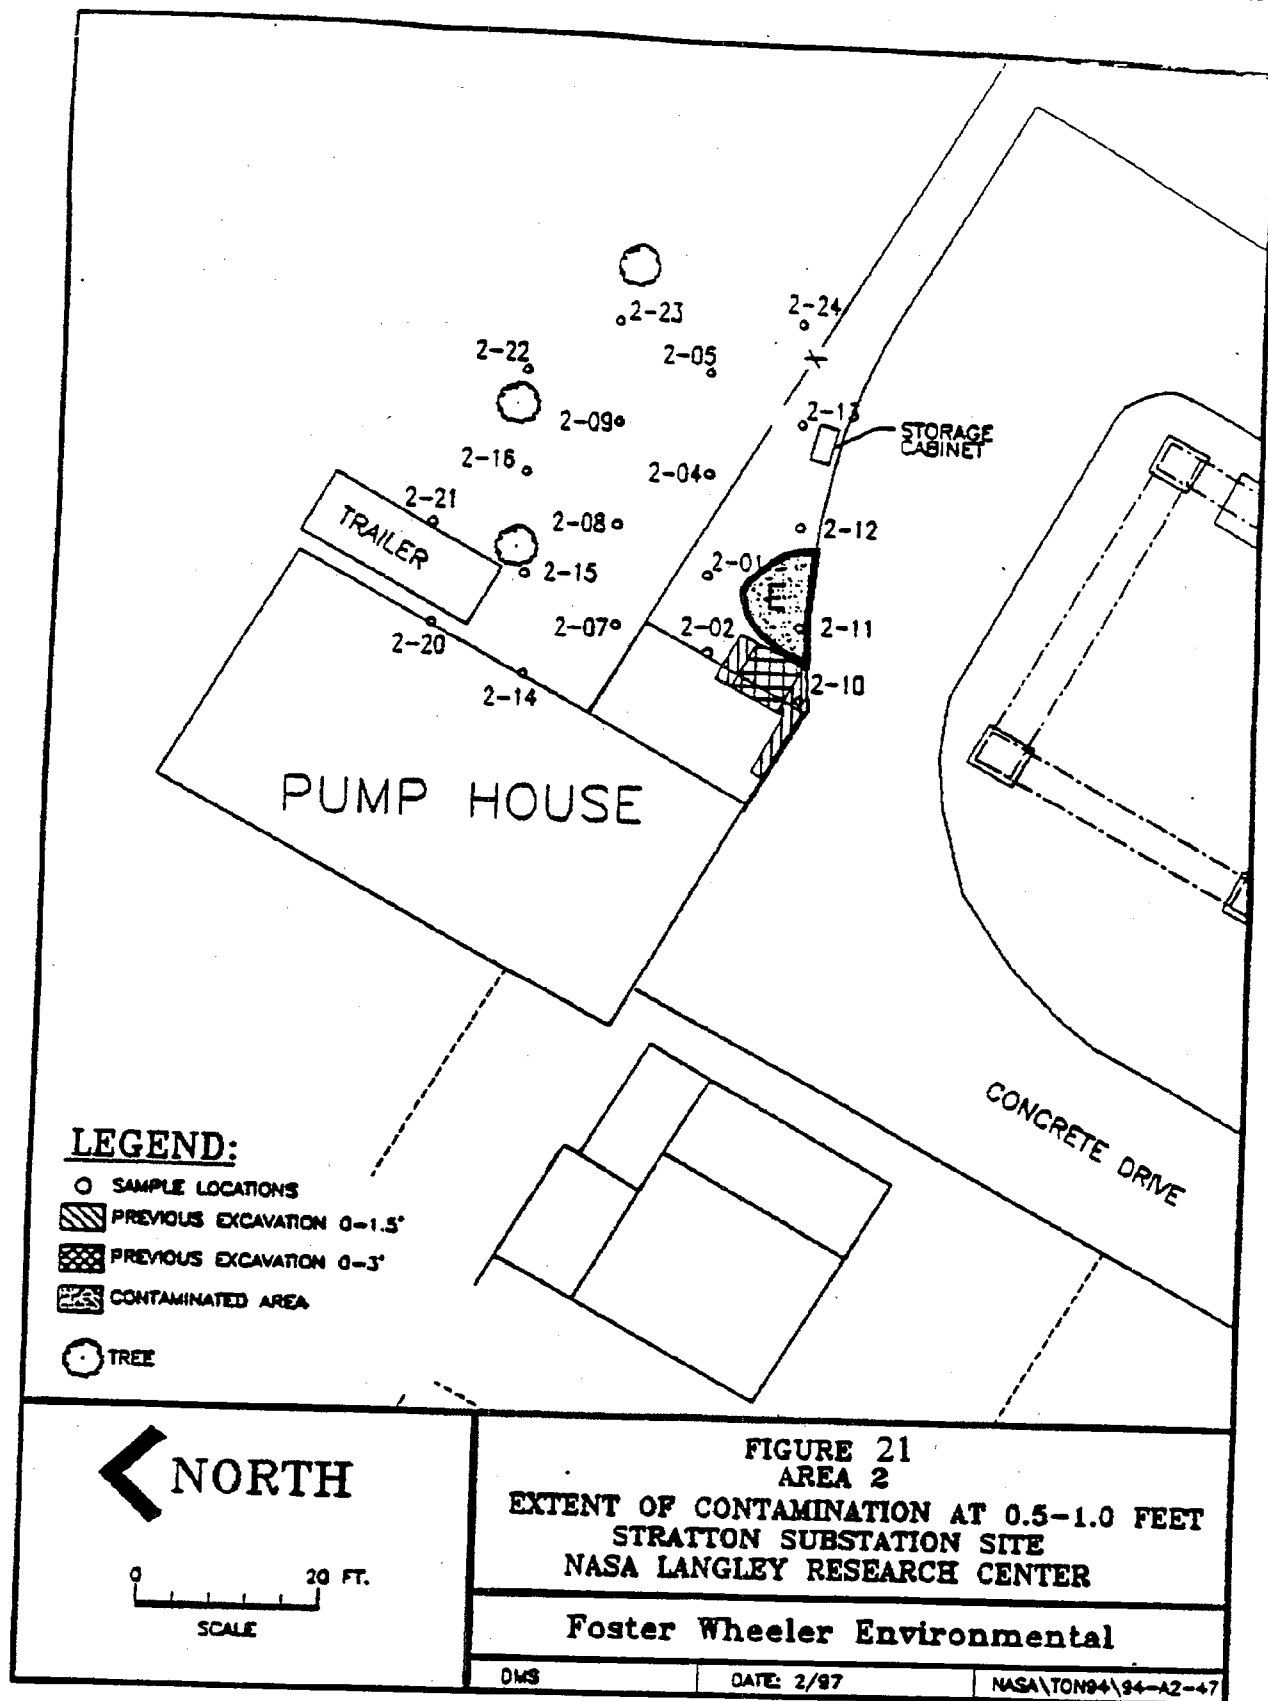 2-23
2-24
2-22
2-05
2-09
2-13
STORAGE
CABINET
2-16
2-04
2-21
TRAILER
2-08
2-12
2-01
2-15
E
2-07
2-02
2-11
2-20
2-14
2-10
PUMP HOUSE
CONCRETE DRIVE
LEGEND:
SAMPLE LOCATIONS
PREVIOUS EXCAVATION 0-1.5'
PREVIOUS EXCAVATION 0-3'
CONTAMINATED AREA
TREE
NORTH
0 20 FT.
SCALE
FIGURE 21
AREA 2
EXTENT OF CONTAMINATION AT 0.5-1.0 FEET
STRATTON SUBSTATION SITE
NASA LANGLEY RESEARCH CENTER
Foster Wheeler Environmental
DMS
DATE: 2/97
NASA\TON94\94-A2-47